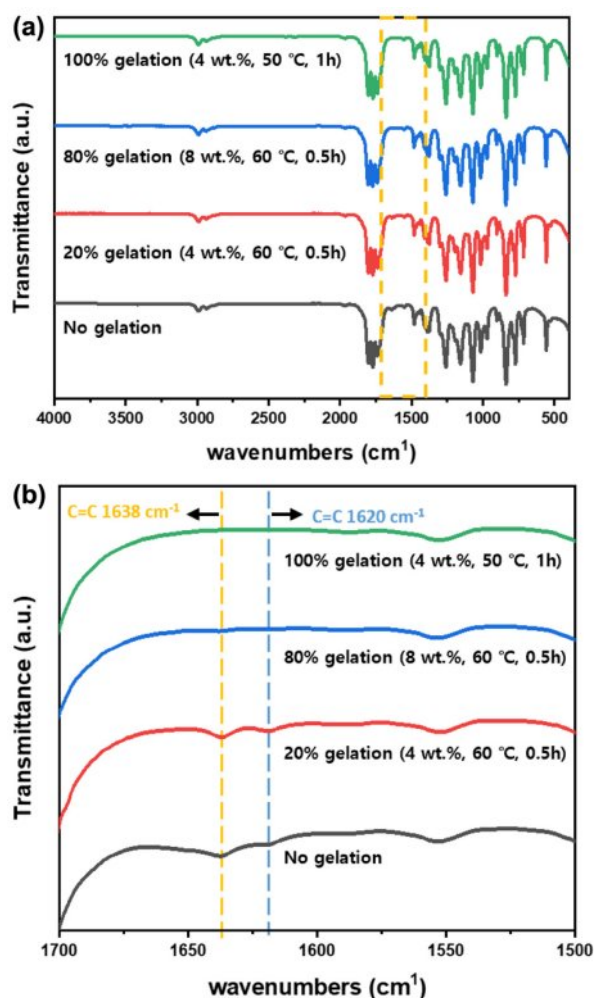 (a)
100% gelation (4 wt.%, 50 ℃, 1h)
80% gelation (8 wt.%, 60 ℃, 0.5h)
20% gelation (4 wt.%, 60 ℃, 0.5h)
No gelation
Transmittance (a.u.)
4000 3500 3000 2500 2000 1500 1000 500
wavenumbers (cm¹)
(b)
C=C 1638 cm⁻¹ C=C 1620 cm⁻¹
100% gelation (4 wt.%, 50 ℃, 1h)
80% gelation (8 wt.%, 60 ℃, 0.5h)
20% gelation (4 wt.%, 60 ℃, 0.5h)
No gelation
Transmittance (a.u.)
1700 1650 1600 1550 1500
wavenumbers (cm¹)